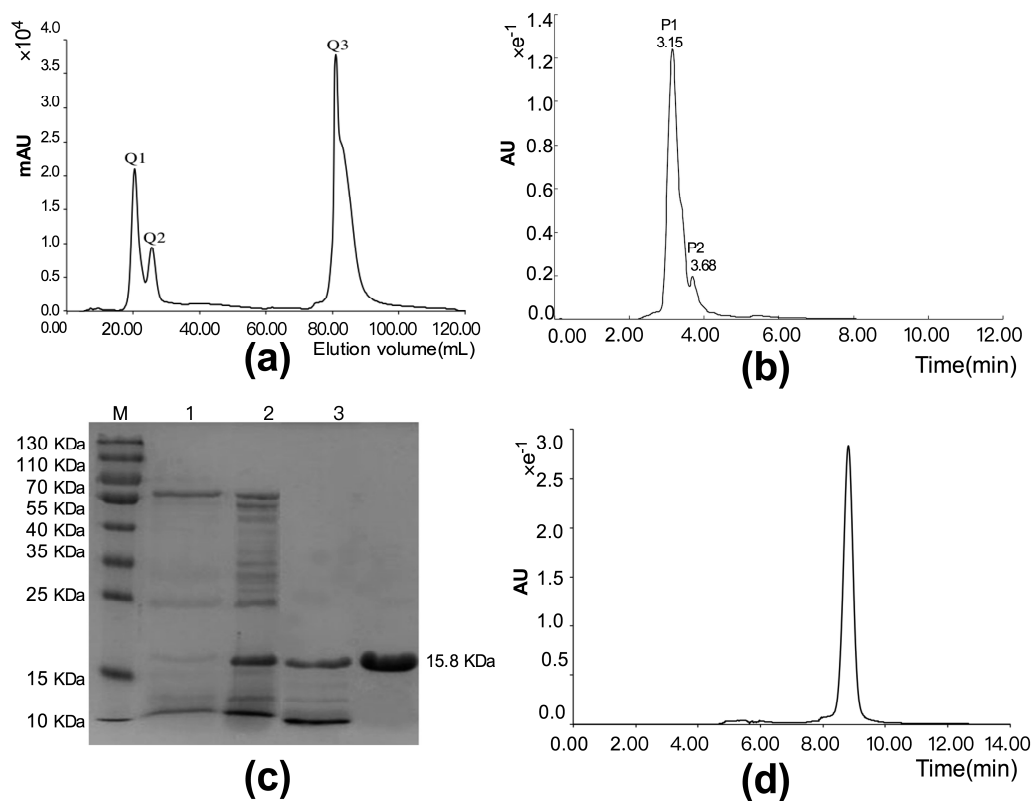 ×10⁴
4.0
3.5
3.0
2.5
2.0
1.5
1.0
0.5
0.0
mAU
Q1
Q2
Q3
0.00
20.00
40.00
60.00
80.00
100.00
120.00
Elution volume(mL)
(a)
×e⁻¹
1.4
1.2
1.0
0.8
0.6
0.4
0.2
0.0
AU
P1
3.15
P2
3.68
0.00
2.00
4.00
6.00
8.00
10.00
12.00
Time(min)
(b)
M
1
2
3
130 KDa
110 KDa
70 KDa
55 KDa
40 KDa
35 KDa
25 KDa
15 KDa
10 KDa
15.8 KDa
(c)
×e⁻¹
3.0
2.5
2.0
1.5
1.0
0.5
0.0
AU
0.00
2.00
4.00
6.00
8.00
10.00
12.00
14.00
Time(min)
(d)